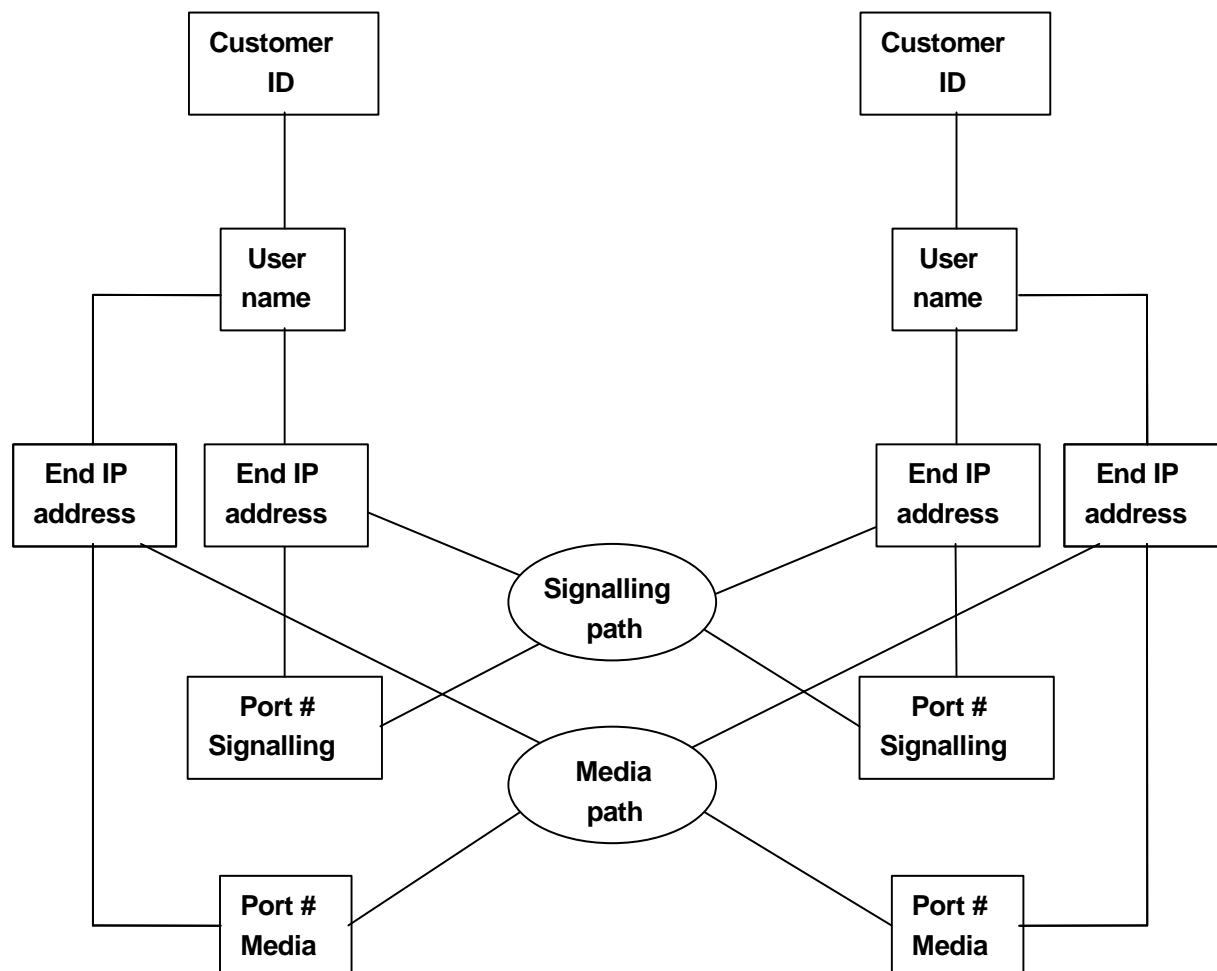 Customer
ID
Customer
ID
User
name
User
name
End IP
address
End IP
address
End IP
address
End IP
address
Signalling
path
Port #
Signalling
Port #
Signalling
Media
path
Port #
Media
Port #
Media